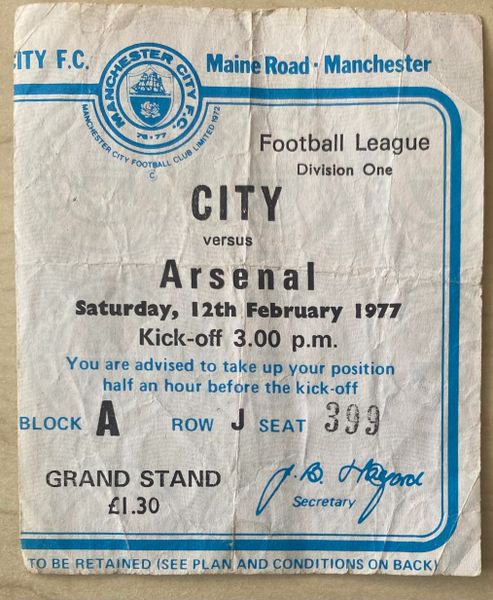 CITY F.C.
Maine Road · Manchester
MANCHESTER CITY F.C.
76-77
MANCHESTER CITY FOOTBALL CLUB LIMITED 1972
C
Football League
Division One
CITY
versus
Arsenal
Saturday, 12th February 1977
Kick-off 3.00 p.m.
You are advised to take up your position
half an hour before the kick-off
BLOCK A ROW J SEAT 399
GRAND STAND
£1.30
Secretary
TO BE RETAINED (SEE PLAN AND CONDITIONS ON BACK)